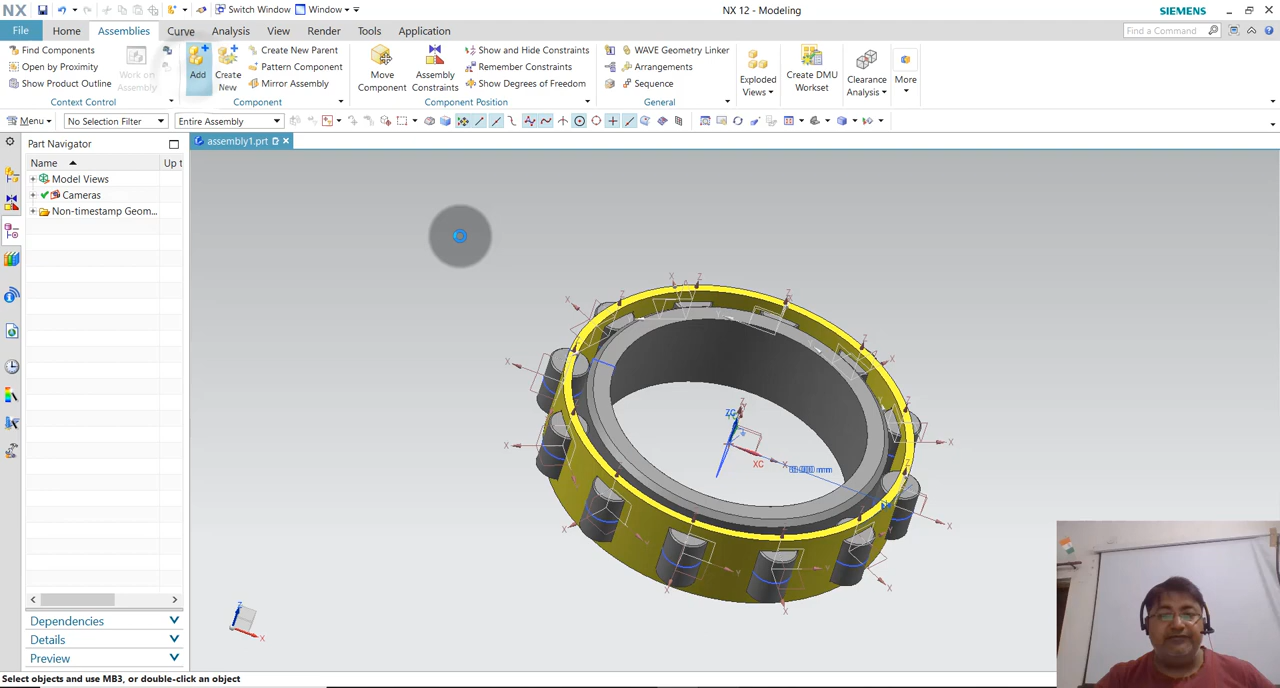 NX
Switch Window
Window
NX 12 - Modeling
SIEMENS
File
Home
Assemblies
Curve
Analysis
View
Render
Tools
Application
Find a Command
Find Components
Open by Proximity
Show Product Outline
Work on Assembly
Context Control
Add
Create New
Create New Parent
Pattern Component
Mirror Assembly
Component
Move Component
Assembly Constraints
Show and Hide Constraints
Remember Constraints
Show Degrees of Freedom
Component Position
WAVE Geometry Linker
Arrangements
Sequence
General
Exploded Views
Create DMU Workset
Clearance Analysis
More
Menu
No Selection Filter
Entire Assembly
Part Navigator
assembly1.prt
Name
Up t
Model Views
Cameras
Non-timestamp Geom...
Dependencies
Details
Preview
Select objects and use MB3, or double-click an object